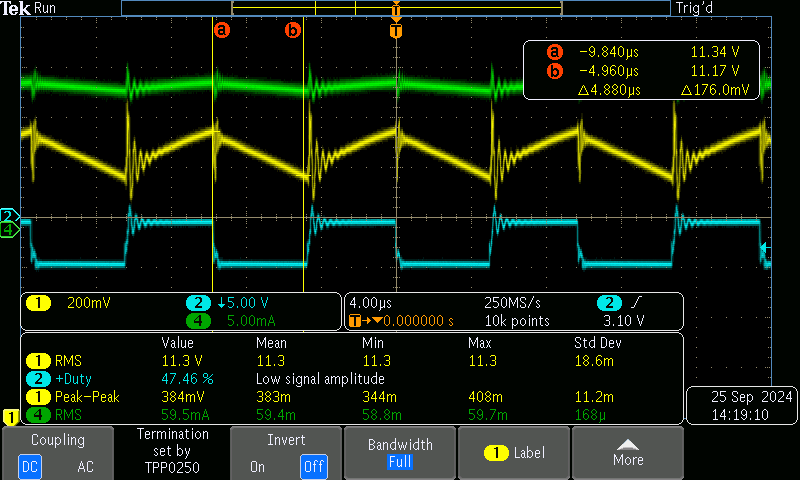 Tek Run Trig'd
a b T
T
a −9.840µs 11.34 V
b −4.960µs 11.17 V
△4.880µs △176.0mV
2
4
1 200mV 2 ↓5.00 V
4 5.00mA
4.00µs 250MS/s 2
T→▼0.000000 s 10k points 3.10 V
Value Mean Min Max Std Dev
1 RMS 11.3 V 11.3 11.3 11.3 18.6m
2 +Duty 47.46 % Low signal amplitude
1 Peak−Peak 384mV 383m 344m 408m 11.2m
4 RMS 59.5mA 59.4m 58.8m 59.7m 168µ
25 Sep 2024
14:19:10
1
Coupling
DC AC
Termination
set by
TPP0250
Invert
On Off
Bandwidth
Full
1 Label
More